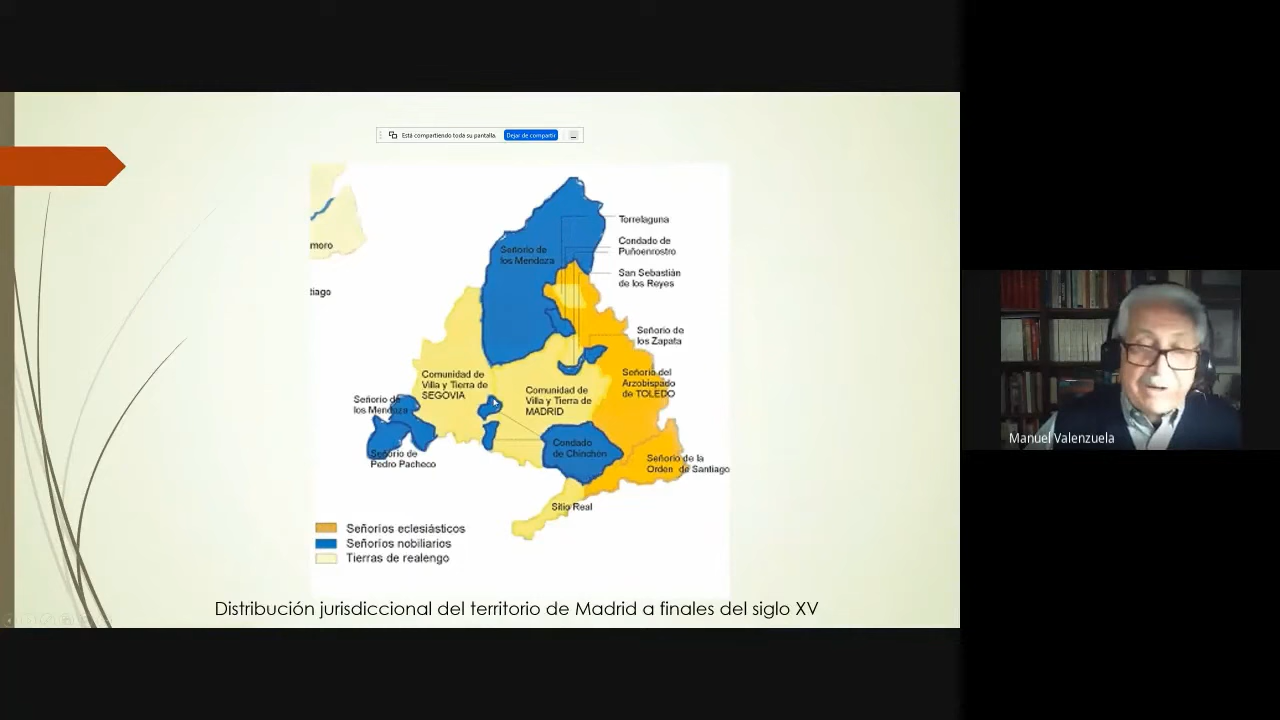 Está compartiendo toda su pantalla.
Dejar de compartir
moro
tiago
Torrelaguna
Condado de
Puñoenrostro
San Sebastián
de los Reyes
Señorío de
los Mendoza
Señorío de
los Zapata
Señorío del
Arzobispado
de TOLEDO
Comunidad de
Villa y Tierra de
SEGOVIA
Comunidad de
Villa y Tierra de
MADRID
Señorío de
los Mendoza
Señorío de
Pedro Pacheco
Condado
de Chinchón
Señorío de la
Orden de Santiago
Sitio Real
Señoríos eclesiásticos
Señoríos nobiliarios
Tierras de realengo
Distribución jurisdiccional del territorio de Madrid a finales del siglo XV
Manuel Valenzuela